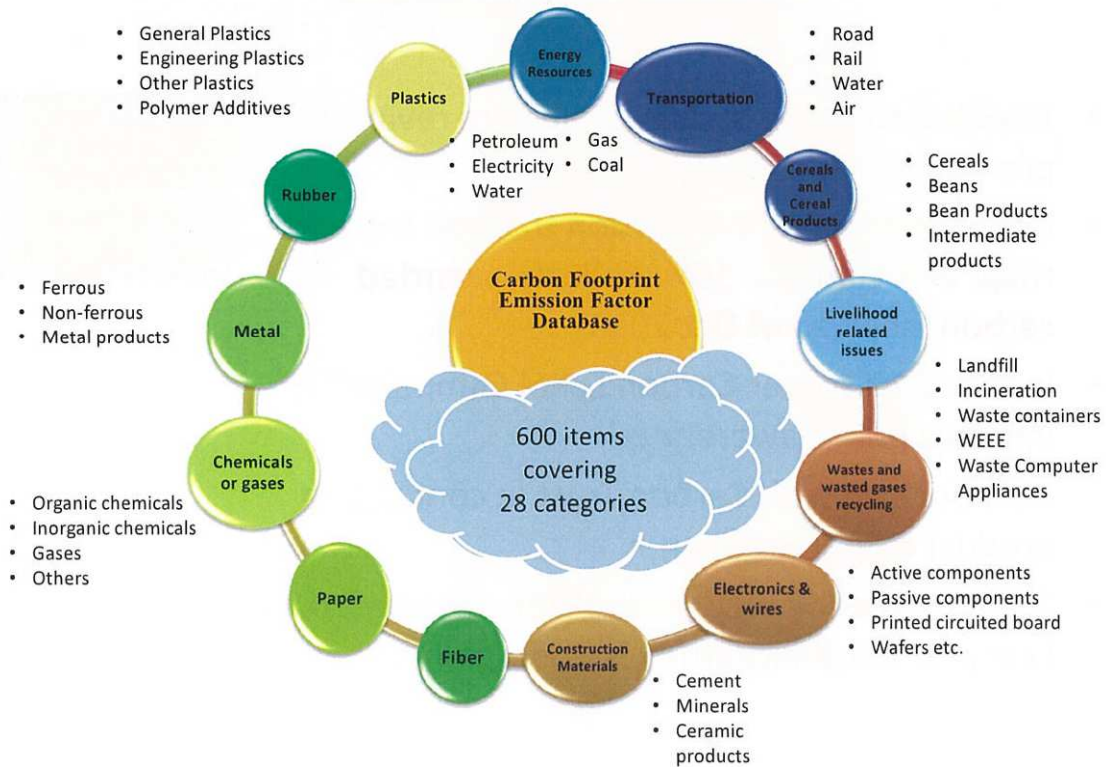 • General Plastics
• Engineering Plastics
• Other Plastics
• Polymer Additives
Plastics
Energy
Resources
• Petroleum
• Electricity
• Water
• Gas
• Coal
Transportation
• Road
• Rail
• Water
• Air
Cereals
and
Cereal
Products
• Cereals
• Beans
• Bean Products
• Intermediate
products
Rubber
Carbon Footprint
Emission Factor
Database
600 items
covering
28 categories
• Ferrous
• Non-ferrous
• Metal products
Metal
Livelihood
related
issues
• Landfill
• Incineration
• Waste containers
• WEEE
• Waste Computer
Appliances
Wastes and
wasted gases
recycling
Chemicals
or gases
• Organic chemicals
• Inorganic chemicals
• Gases
• Others
Paper
Fiber
Construction
Materials
• Cement
• Minerals
• Ceramic
products
Electronics &
wires
• Active components
• Passive components
• Printed circuited board
• Wafers etc.